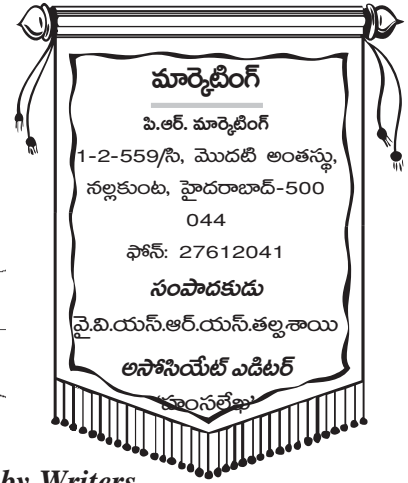 మార్కెటింగ్
పి.ఆర్. మార్కెటింగ్
1-2-559/సి, మొదటి అంతస్థు,
నల్లకుంట, హైదరాబాద్-500
044
ఫోన్: 27612041
సంపాదకుడు
వై.వి.యస్.ఆర్.యస్.తల్పశాయి
అసోసియేట్ ఎడిటర్
'హంసలేఖ'
by Writers